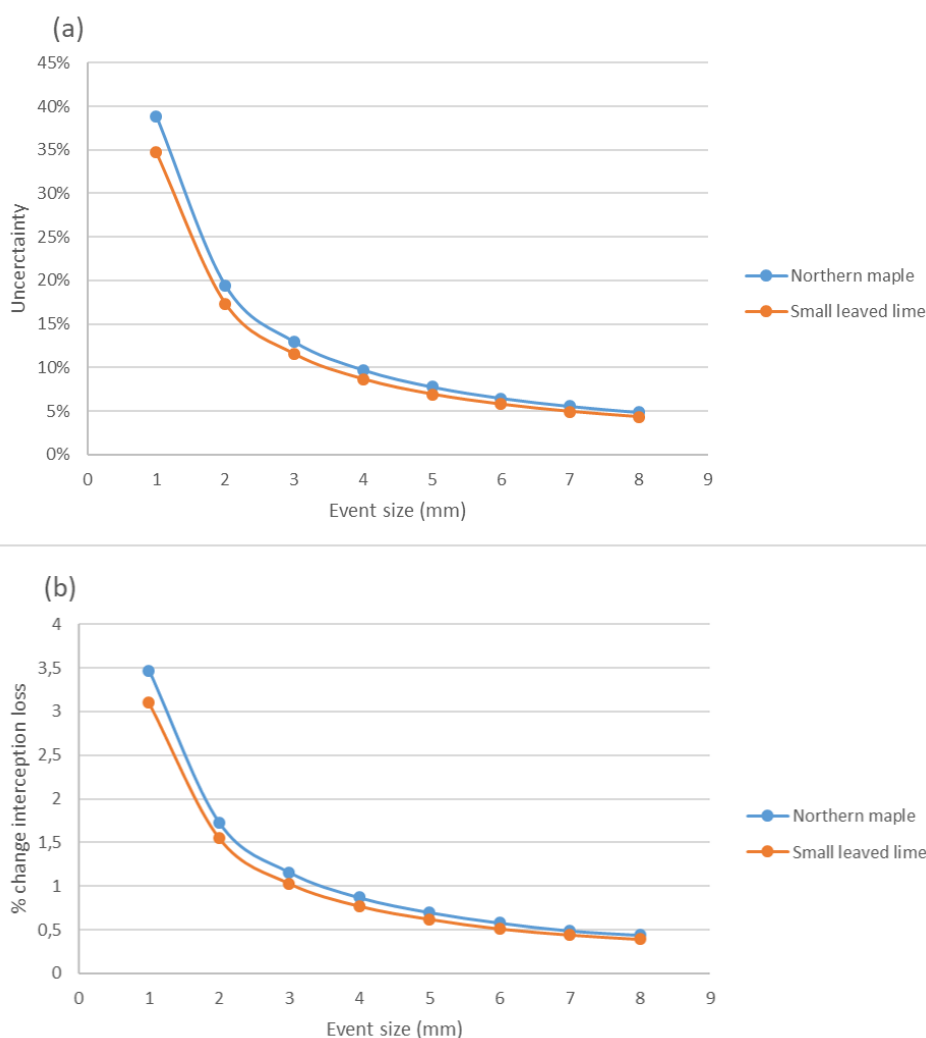 (a)
45%
40%
35%
30%
25%
20%
15%
10%
5%
0%
Uncerctainty
0 1 2 3 4 5 6 7 8 9
Event size (mm)
Northern maple
Small leaved lime
(b)
4
3,5
3
2,5
2
1,5
1
0,5
0
% change interception loss
0 1 2 3 4 5 6 7 8 9
Event size (mm)
Northern maple
Small leaved lime